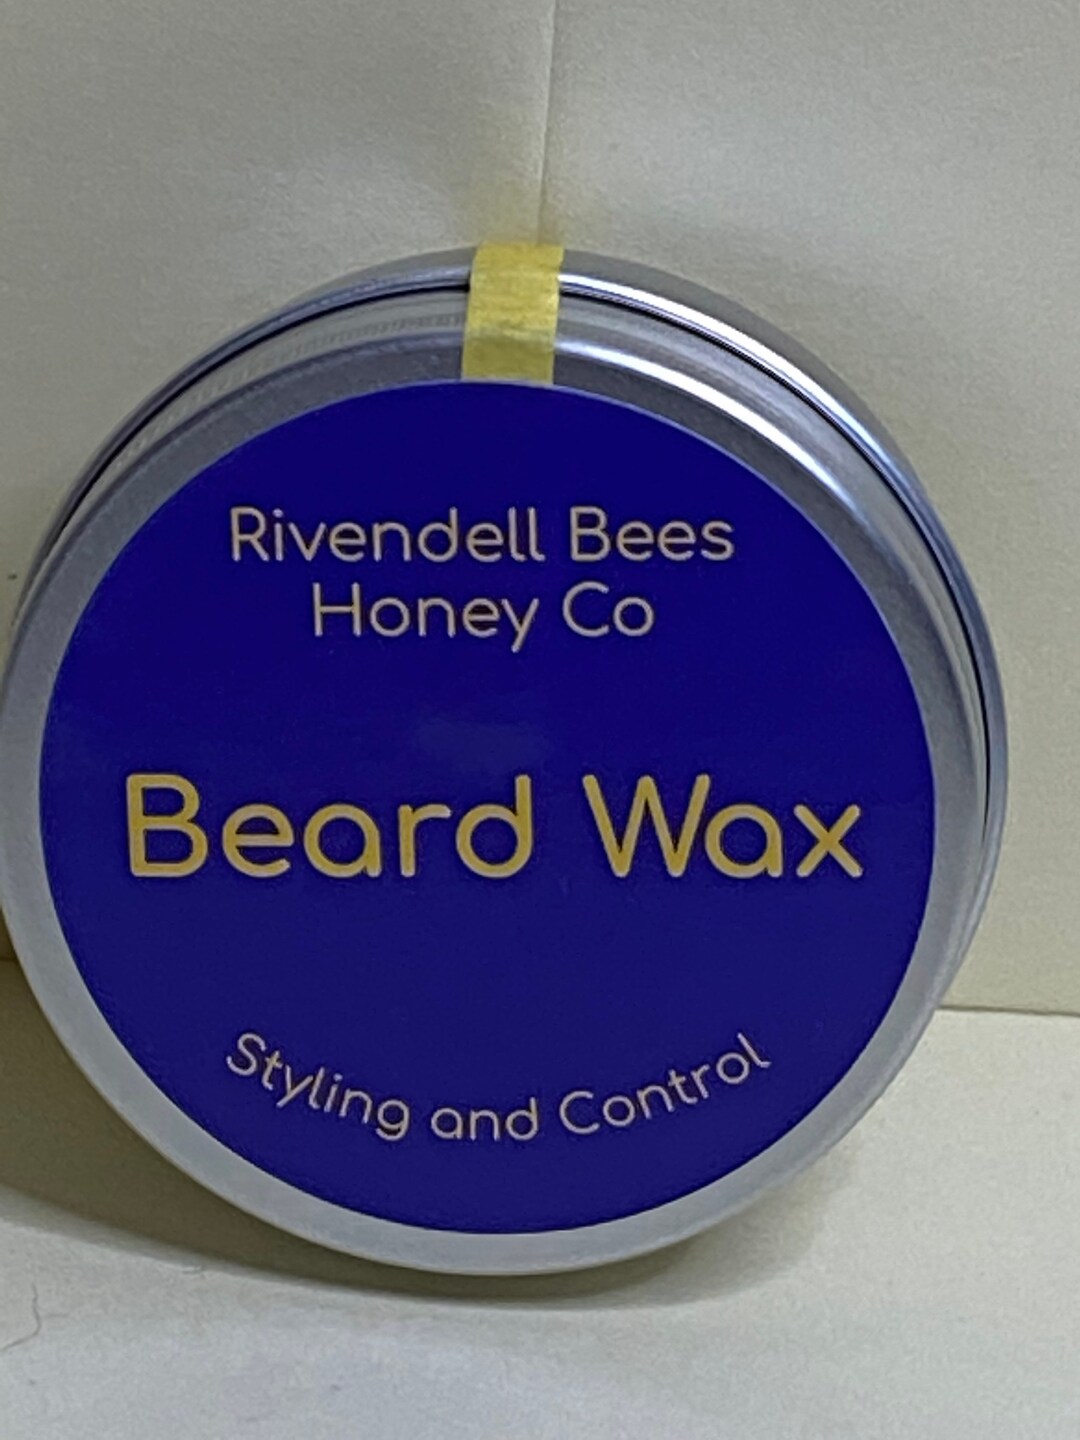 Rivendell Bees
Honey Co
Beard Wax
Styling and Control